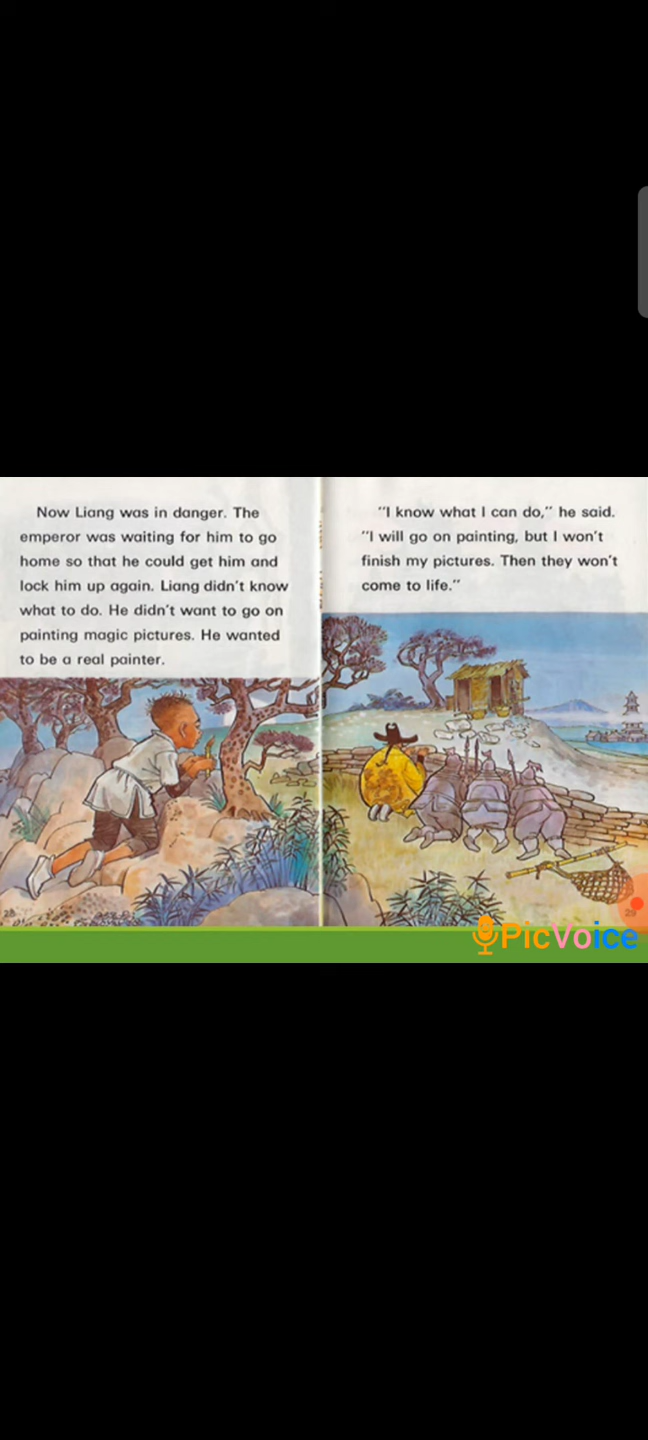 Now Liang was in danger. The
emperor was waiting for him to go
home so that he could get him and
lock him up again. Liang didn't know
what to do. He didn't want to go on
painting magic pictures. He wanted
to be a real painter.
28
"I know what I can do," he said.
"I will go on painting, but I won't
finish my pictures. Then they won't
come to life."
29
PicVoice